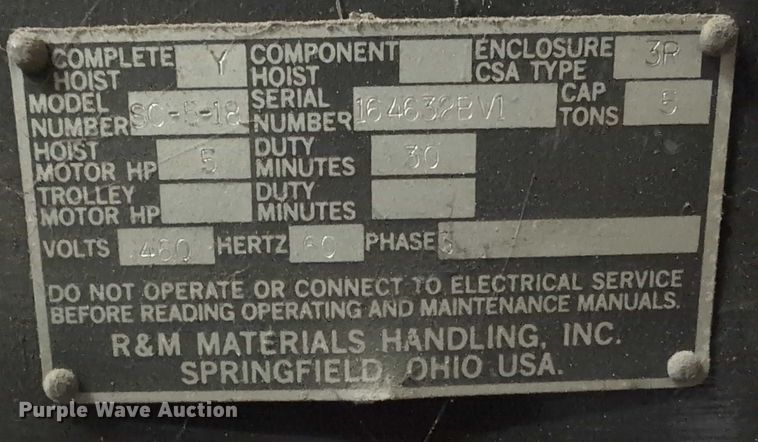 COMPLETE HOIST Y COMPONENT HOIST ENCLOSURE CSA TYPE 3R
MODEL NUMBER SC-5-18 SERIAL NUMBER 164638BV1 CAP TONS 5
HOIST MOTOR HP 5 DUTY MINUTES 30
TROLLEY MOTOR HP DUTY MINUTES
VOLTS 460 HERTZ 60 PHASE 3
DO NOT OPERATE OR CONNECT TO ELECTRICAL SERVICE
BEFORE READING OPERATING AND MAINTENANCE MANUALS.
R&M MATERIALS HANDLING, INC.
SPRINGFIELD, OHIO USA.
Purple Wave Auction